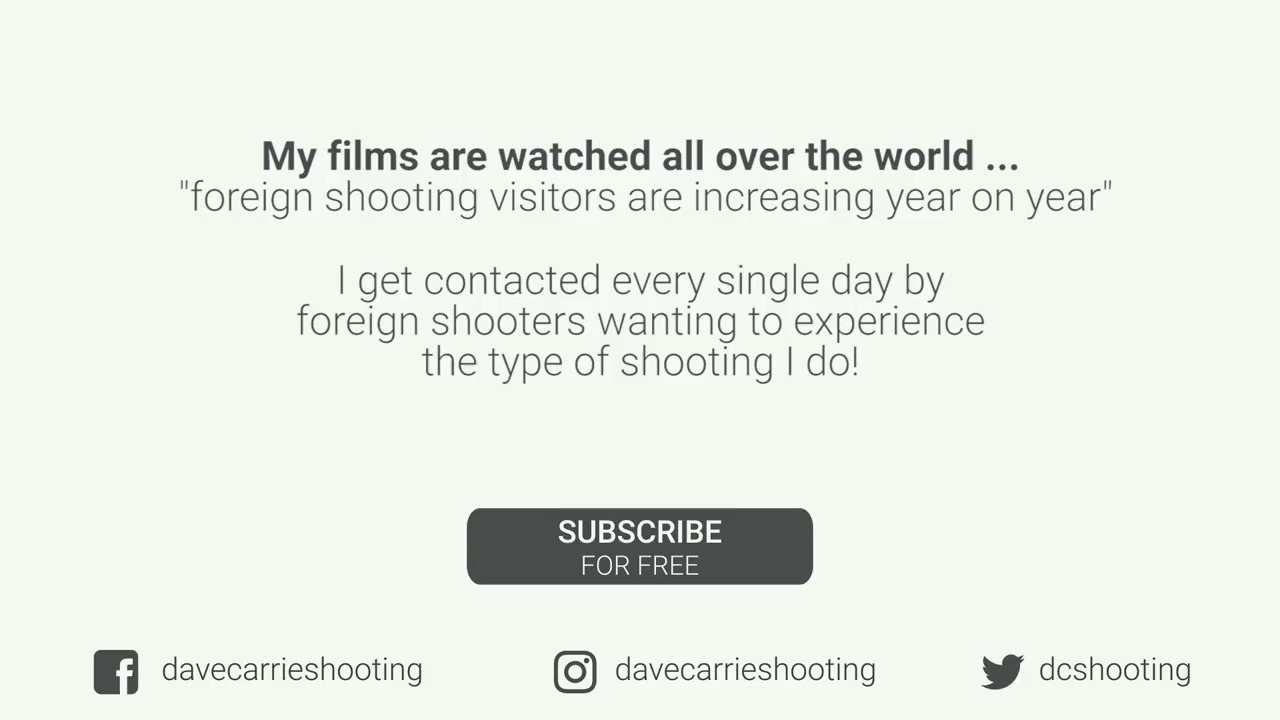 My films are watched all over the world ...
"foreign shooting visitors are increasing year on year"
I get contacted every single day by
foreign shooters wanting to experience
the type of shooting I do!
SUBSCRIBE
FOR FREE
davecarrieshooting
davecarrieshooting
dcshooting